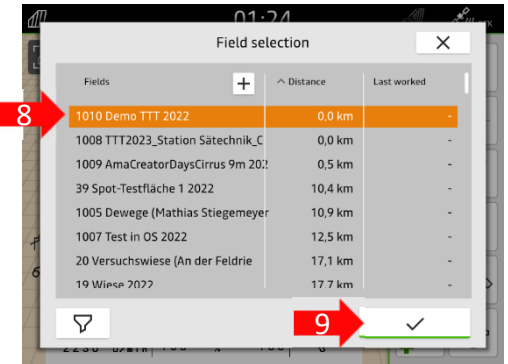 01:24
Field selection
Fields + Distance Last worked
8
1010 Demo TTT 2022 0,0 km -
1008 TTT2023_Station Sätechnik_C 0,0 km -
1009 AmaCreatorDaysCirrus 9m 202 0,5 km -
39 Spot-Testfläche 1 2022 10,4 km -
1005 Dewege (Mathias Stiegemeyer 10,9 km -
1007 Test in OS 2022 12,5 km -
20 Versuchswiese (An der Feldrie 17,1 km -
19 Wiese 2022 17,7 km -
9